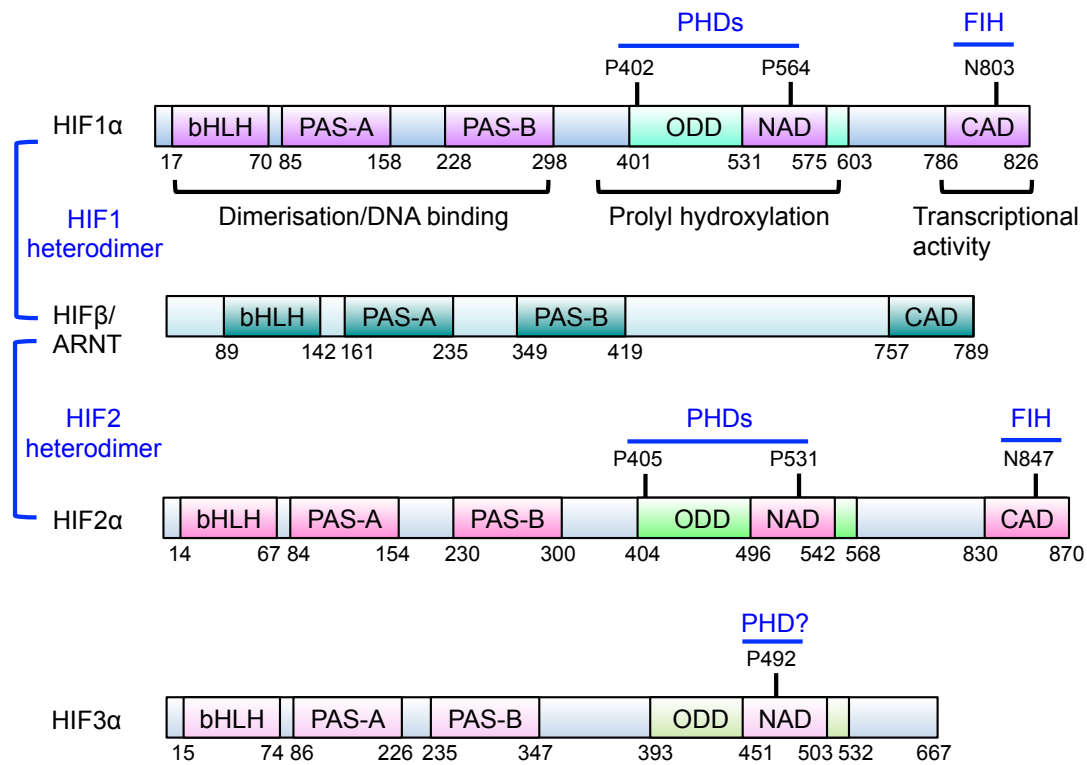 PHDs FIH
P402 P564 N803
HIF1α bHLH PAS-A PAS-B ODD NAD CAD
17 70 85 158 228 298 401 531 575 603 786 826
Dimerisation/DNA binding Prolyl hydroxylation Transcriptional
activity
HIF1
heterodimer
HIFβ/
ARNT
bHLH PAS-A PAS-B CAD
89 142 161 235 349 419 757 789
HIF2
heterodimer
PHDs FIH
P405 P531 N847
HIF2α bHLH PAS-A PAS-B ODD NAD CAD
14 67 84 154 230 300 404 496 542 568 830 870
PHD?
P492
HIF3α bHLH PAS-A PAS-B ODD NAD
15 74 86 226 235 347 393 451 503 532 667